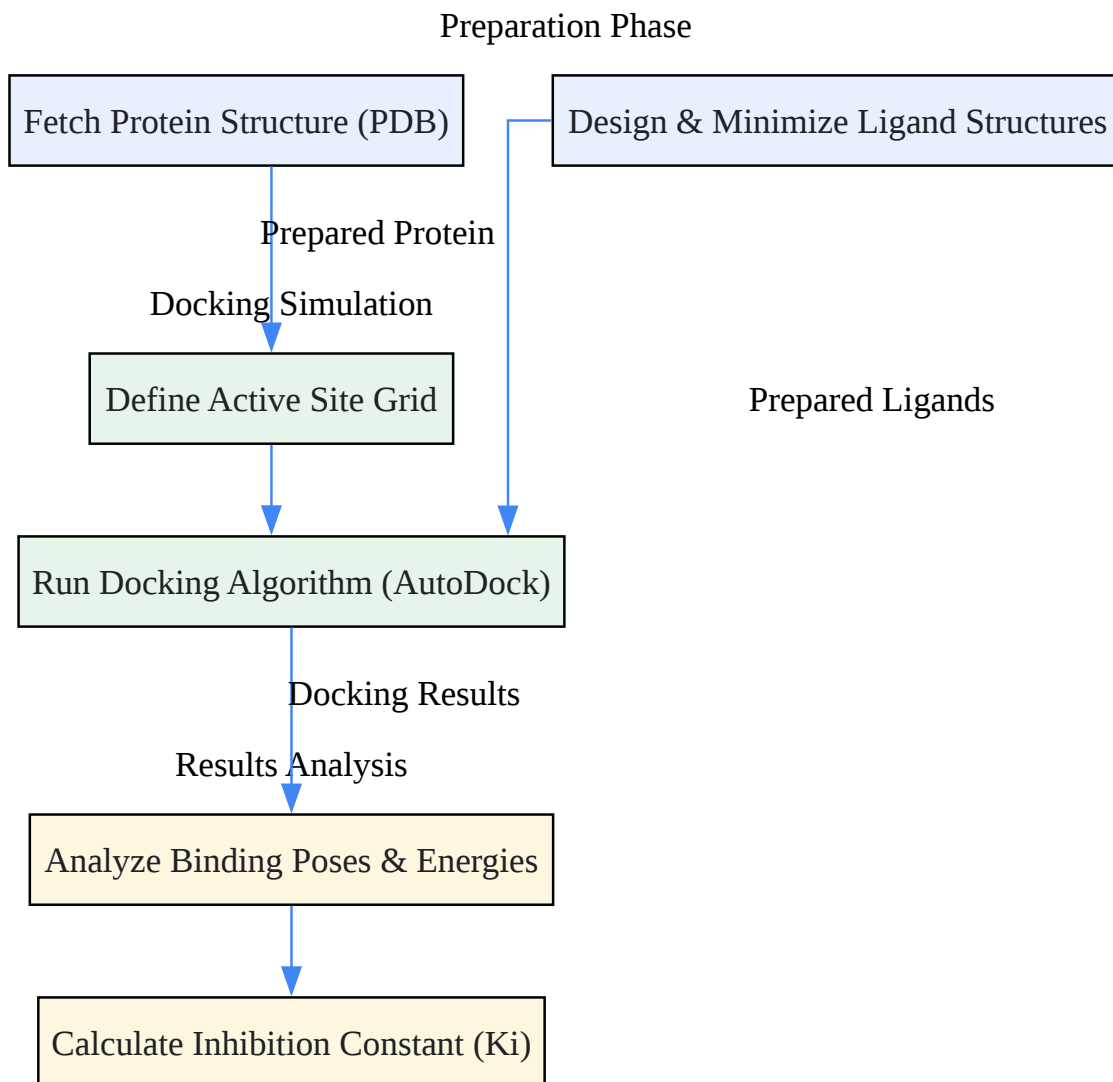 Preparation Phase
Fetch Protein Structure (PDB)
Design & Minimize Ligand Structures
Prepared Protein
Docking Simulation
Define Active Site Grid
Prepared Ligands
Run Docking Algorithm (AutoDock)
Docking Results
Results Analysis
Analyze Binding Poses & Energies
Calculate Inhibition Constant (Ki)